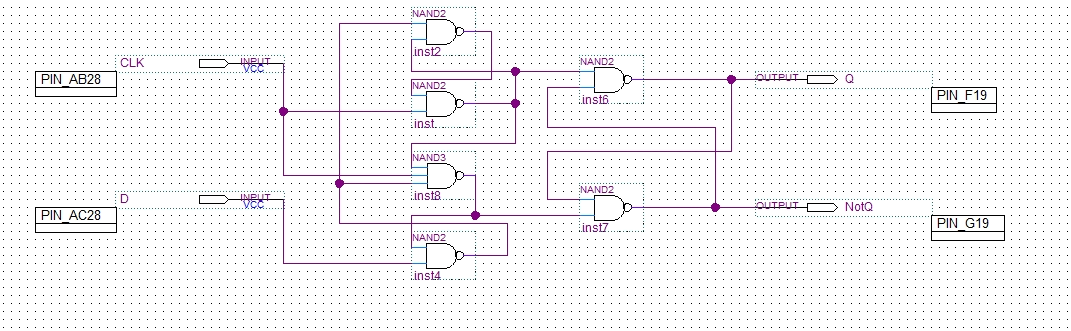 NAND2
inst2
CLK
INPUT
VCC
PIN_AB28
NAND2
inst
NAND2
inst6
OUTPUT
Q
PIN_F19
NAND3
inst8
D
INPUT
VCC
PIN_AC28
NAND2
inst7
OUTPUT
NotQ
PIN_G19
NAND2
inst4